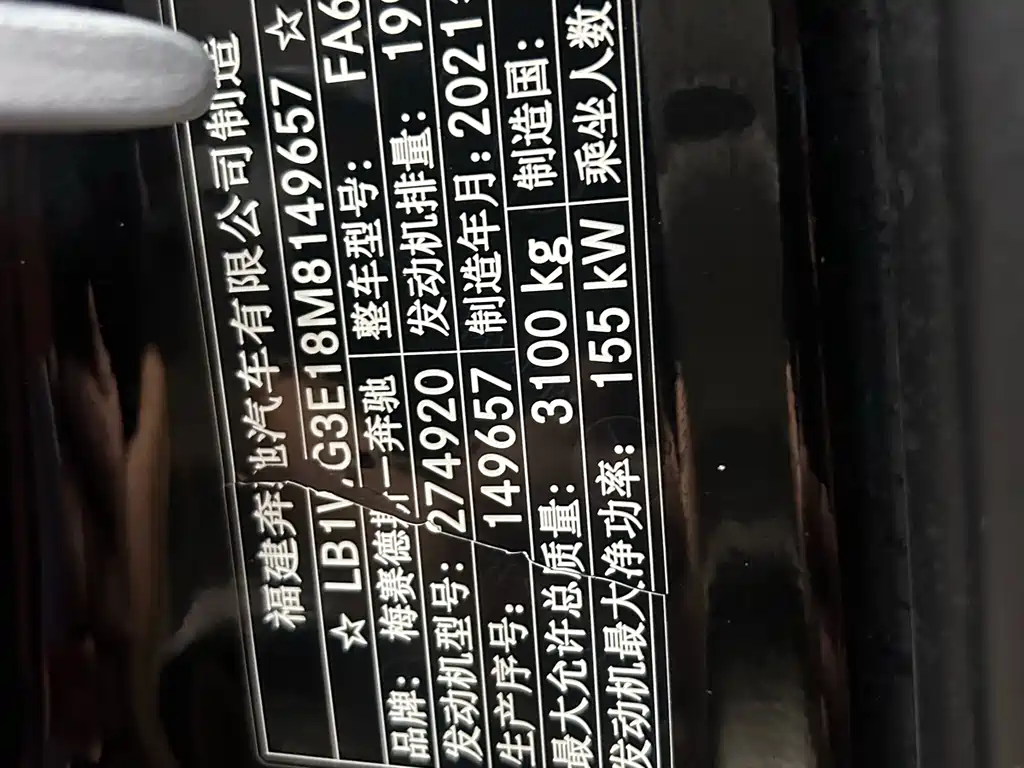 福建奔驰汽车有限公司制造
☆ LB1WG3E18M8149657 ☆
品牌: 梅赛德斯-奔驰 整车型号: FA6
发动机型号: 274920 发动机排量: 19
生产序号: 149657 制造年月: 2021
最大允许总质量: 3100 kg 制造国:
发动机最大净功率: 155 kW 乘坐人数